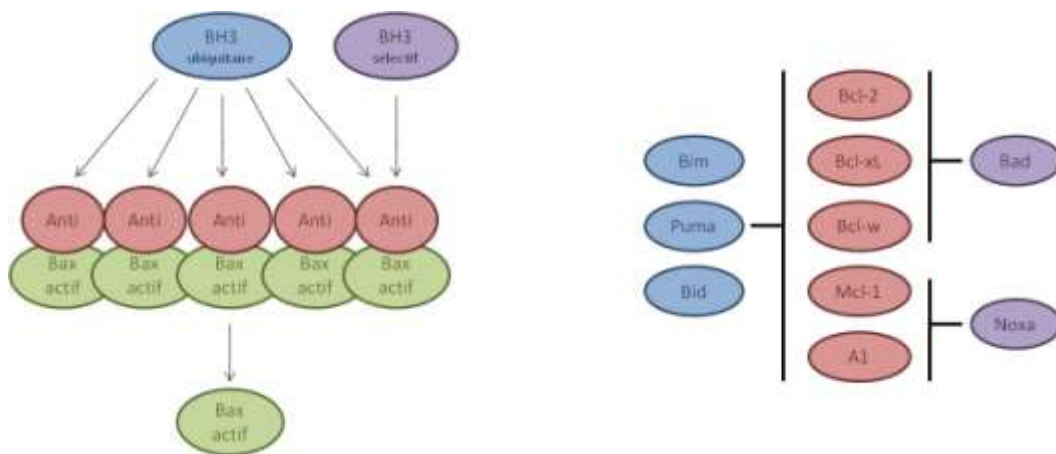 BH3
ubiquitaire
BH3
sélectif
Anti
Anti
Anti
Anti
Anti
Bax
actif
Bax
actif
Bax
actif
Bax
actif
Bax
actif
Bax
actif
Bim
Puma
Bid
Bcl-2
Bcl-xL
Bcl-w
Mcl-1
A1
Bad
Noxa